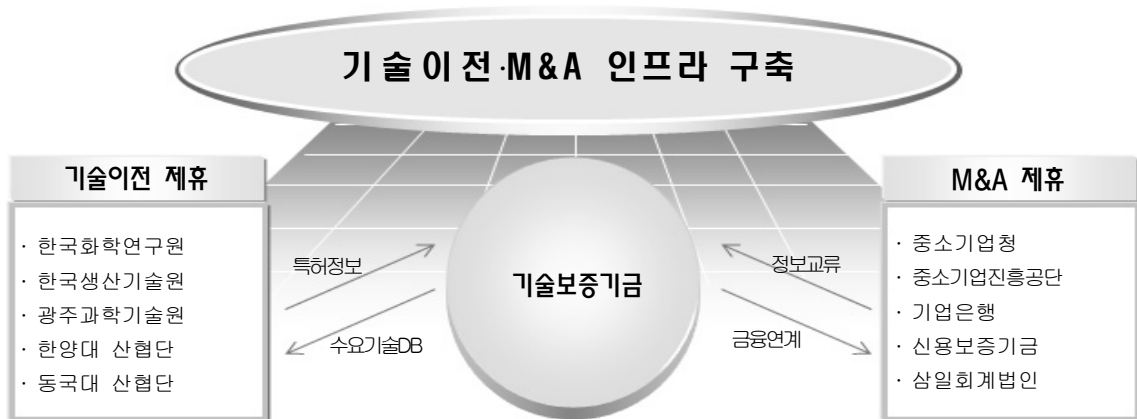 기술이전·M&A 인프라 구축
기술이전 제휴
· 한국화학연구원
· 한국생산기술원
· 광주과학기술원
· 한양대 산협단
· 동국대 산협단
특허정보
수요기술DB
기술보증기금
정보교류
금융연계
M&A 제휴
· 중소기업청
· 중소기업진흥공단
· 기업은행
· 신용보증기금
· 삼일회계법인